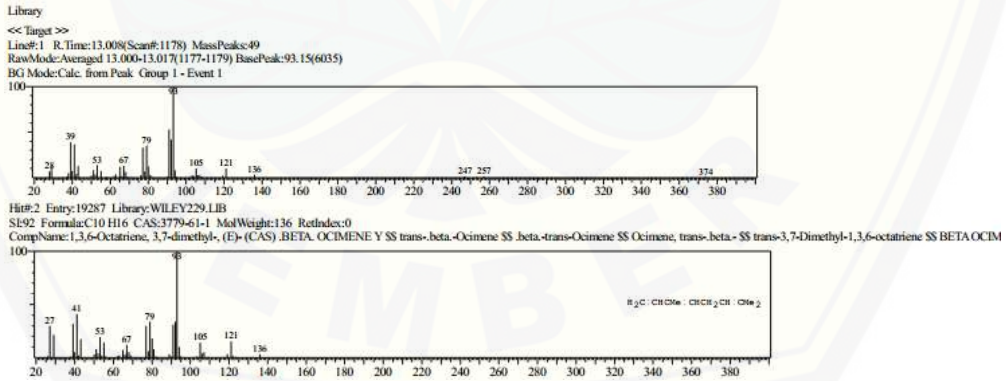 Library
<< Target >>
Line#:1 R.Time:13.008(Scan#:1178) MassPeaks:49
RawMode:Averaged 13.000-13.017(1177-1179) BasePeak:93.15(6035)
BG Mode:Calc. from Peak Group 1 - Event 1
100
93
39
79
28
53
67
105
121
136
247
257
374
20 40 60 80 100 120 140 160 180 200 220 240 260 280 300 320 340 360 380
Hit#:2 Entry:19287 Library:WILEY229.LIB
SI:92 Formula:C10 H16 CAS:3779-61-1 MolWeight:136 RetIndex:0
CompName:1,3,6-Octatriene, 3,7-dimethyl-, (E)- (CAS) .BETA. OCIMENE Y $$ trans-.beta.-Ocimene $$ .beta.-trans-Ocimene $$ Ocimene, trans-.beta.- $$ trans-3,7-Dimethyl-1,3,6-octatriene $$ BETA OCIM
100
93
H2C:CHCMe:CHCH2CH:CMe2
41
27
79
53
67
105
121
136
20 40 60 80 100 120 140 160 180 200 220 240 260 280 300 320 340 360 380
EMBER